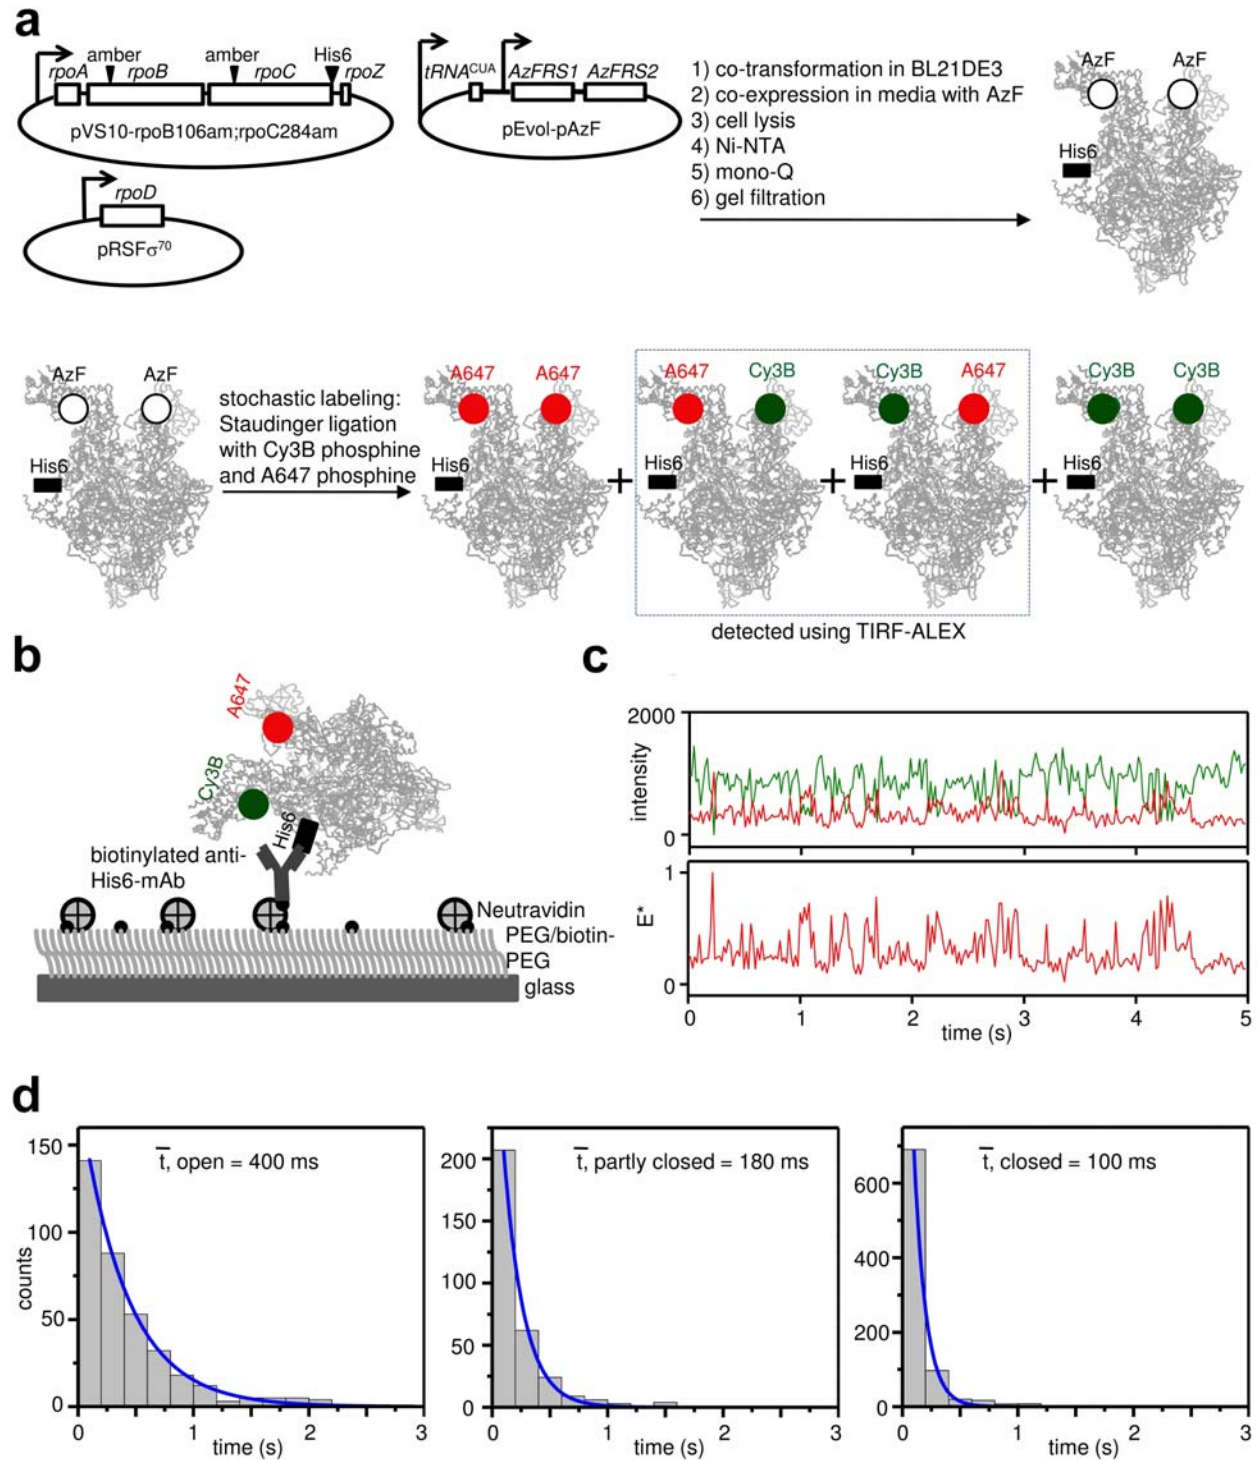 a
amber
amber
His6
rpoA
rpoB
rpoC
rpoZ
pVS10-rpoB106am;rpoC284am
tRNA^CUA
AzFRS1
AzFRS2
pEvol-pAzF
rpoD
pRSFσ⁷⁰
1) co-transformation in BL21DE3
2) co-expression in media with AzF
3) cell lysis
4) Ni-NTA
5) mono-Q
6) gel filtration
AzF
AzF
His6
AzF
AzF
His6
stochastic labeling:
Staudinger ligation
with Cy3B phosphine
and A647 phosphine
A647
A647
His6
+
A647
Cy3B
His6
+
Cy3B
A647
His6
+
Cy3B
Cy3B
His6
detected using TIRF-ALEX
b
A647
Cy3B
His6
biotinylated anti-
His6-mAb
Neutravidin
PEG/biotin-
PEG
glass
c
2000
intensity
0
1
E*
0
0
1
2
3
4
5
time (s)
d
150
100
50
0
counts
t̅, open = 400 ms
0
1
2
3
time (s)
200
150
100
50
0
t̅, partly closed = 180 ms
0
1
2
3
time (s)
600
400
200
0
t̅, closed = 100 ms
0
1
2
3
time (s)